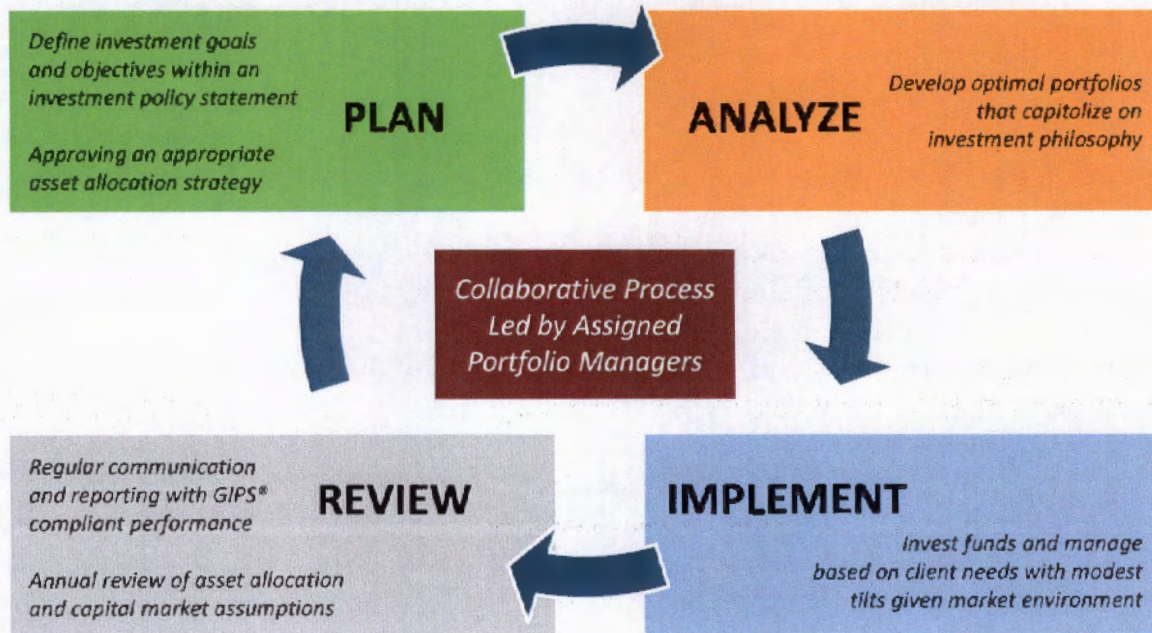 Define investment goals
and objectives within an
investment policy statement
Approving an appropriate
asset allocation strategy
PLAN
ANALYZE
Develop optimal portfolios
that capitalize on
investment philosophy
Collaborative Process
Led by Assigned
Portfolio Managers
Regular communication
and reporting with GIPS®
compliant performance
Annual review of asset allocation
and capital market assumptions
REVIEW
IMPLEMENT
Invest funds and manage
based on client needs with modest
tilts given market environment